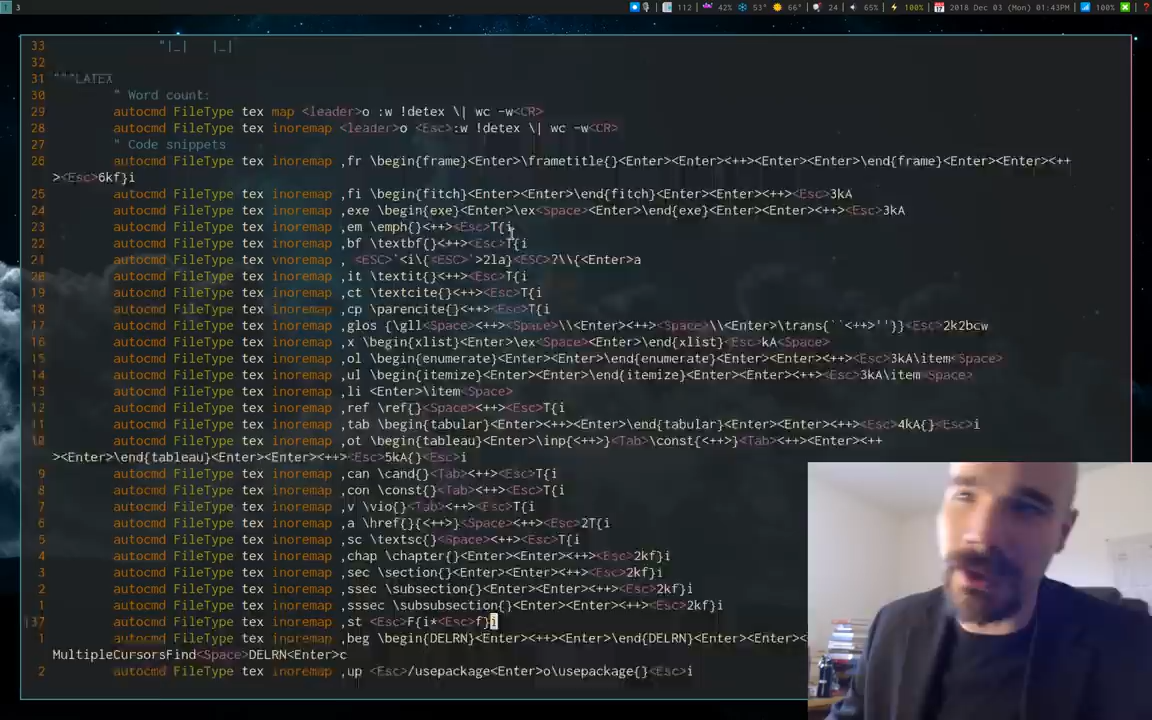 1 3 112 42% 53° 66° 24 65% 100% 2018 Dec 03 (Mon) 01:43PM 100%
33 "|_| |_|
32
31 """LATEX
30 " Word count:
29 autocmd FileType tex map <leader>o :w !detex \| wc -w<CR>
28 autocmd FileType tex inoremap <leader>o <Esc>:w !detex \| wc -w<CR>
27 " Code snippets
26 autocmd FileType tex inoremap ,fr \begin{frame}<Enter>\frametitle{}<Enter><Enter><++><Enter><Enter>\end{frame}<Enter><Enter><++
><Esc>6kf}i
25 autocmd FileType tex inoremap ,fi \begin{fitch}<Enter><Enter>\end{fitch}<Enter><Enter><++><Esc>3kA
24 autocmd FileType tex inoremap ,exe \begin{exe}<Enter>\ex<Space><Enter>\end{exe}<Enter><Enter><++><Esc>3kA
23 autocmd FileType tex inoremap ,em \emph{}<++><Esc>T{i
22 autocmd FileType tex inoremap ,bf \textbf{}<++><Esc>T{i
21 autocmd FileType tex vnoremap , <ESC>`<i\{<ESC>`>2la}<ESC>?\\{<Enter>a
20 autocmd FileType tex inoremap ,it \textit{}<++><Esc>T{i
19 autocmd FileType tex inoremap ,ct \textcite{}<++><Esc>T{i
18 autocmd FileType tex inoremap ,cp \parencite{}<++><Esc>T{i
17 autocmd FileType tex inoremap ,glos {\gll<Space><++><Space>\\<Enter><++><Space>\\<Enter>\trans{``<++>''}}<Esc>2k2bcw
16 autocmd FileType tex inoremap ,x \begin{xlist}<Enter>\ex<Space><Enter>\end{xlist}<Esc>kA<Space>
15 autocmd FileType tex inoremap ,ol \begin{enumerate}<Enter><Enter>\end{enumerate}<Enter><Enter><++><Esc>3kA\item<Space>
14 autocmd FileType tex inoremap ,ul \begin{itemize}<Enter><Enter>\end{itemize}<Enter><Enter><++><Esc>3kA\item<Space>
13 autocmd FileType tex inoremap ,li <Enter>\item<Space>
12 autocmd FileType tex inoremap ,ref \ref{}<Space><++><Esc>T{i
11 autocmd FileType tex inoremap ,tab \begin{tabular}<Enter><++><Enter>\end{tabular}<Enter><Enter><++><Esc>4kA{}<Esc>i
10 autocmd FileType tex inoremap ,ot \begin{tableau}<Enter>\inp{<++>}<Tab>\const{<++>}<Tab><++><Enter><++
><Enter>\end{tableau}<Enter><Enter><++><Esc>5kA{}<Esc>i
9 autocmd FileType tex inoremap ,can \cand{}<Tab><++><Esc>T{i
8 autocmd FileType tex inoremap ,con \const{}<Tab><++><Esc>T{i
7 autocmd FileType tex inoremap ,v \vio{}<Tab><++><Esc>T{i
6 autocmd FileType tex inoremap ,a \href{}{<++>}<Space><++><Esc>2T{i
5 autocmd FileType tex inoremap ,sc \textsc{}<Space><++><Esc>T{i
4 autocmd FileType tex inoremap ,chap \chapter{}<Enter><Enter><++><Esc>2kf}i
3 autocmd FileType tex inoremap ,sec \section{}<Enter><Enter><++><Esc>2kf}i
2 autocmd FileType tex inoremap ,ssec \subsection{}<Enter><Enter><++><Esc>2kf}i
1 autocmd FileType tex inoremap ,sssec \subsubsection{}<Enter><Enter><++><Esc>2kf}i
137 autocmd FileType tex inoremap ,st <Esc>F{i*<Esc>f}i
1 autocmd FileType tex inoremap ,beg \begin{DELRN}<Enter><++><Enter>\end{DELRN}<Enter><Enter><
MultipleCursorsFind<Space>DELRN<Enter>c
2 autocmd FileType tex inoremap ,up <Esc>/usepackage<Enter>o\usepackage{}<Esc>i